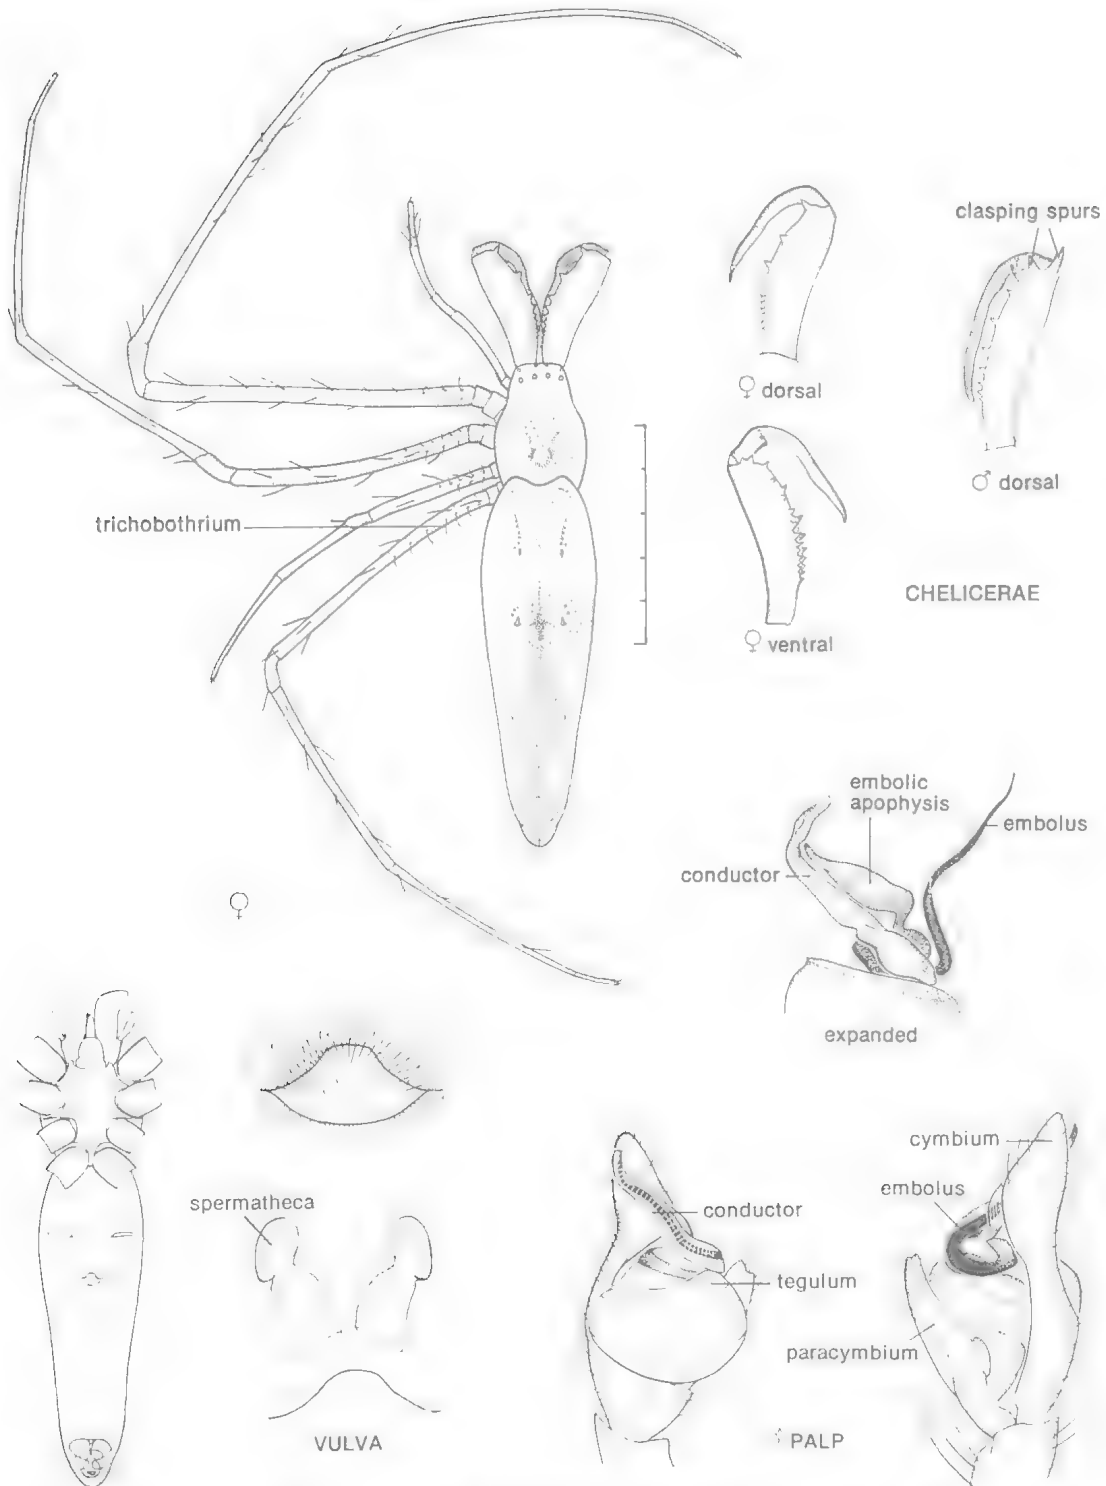 clasping spurs
♀ dorsal
♂ dorsal
trichobothrium
CHELICERAE
♀ ventral
embolic
apophysis
embolus
conductor
♀
expanded
cymbium
spermatheca
embolus
conductor
tegulum
paracymbium
VULVA
PALP